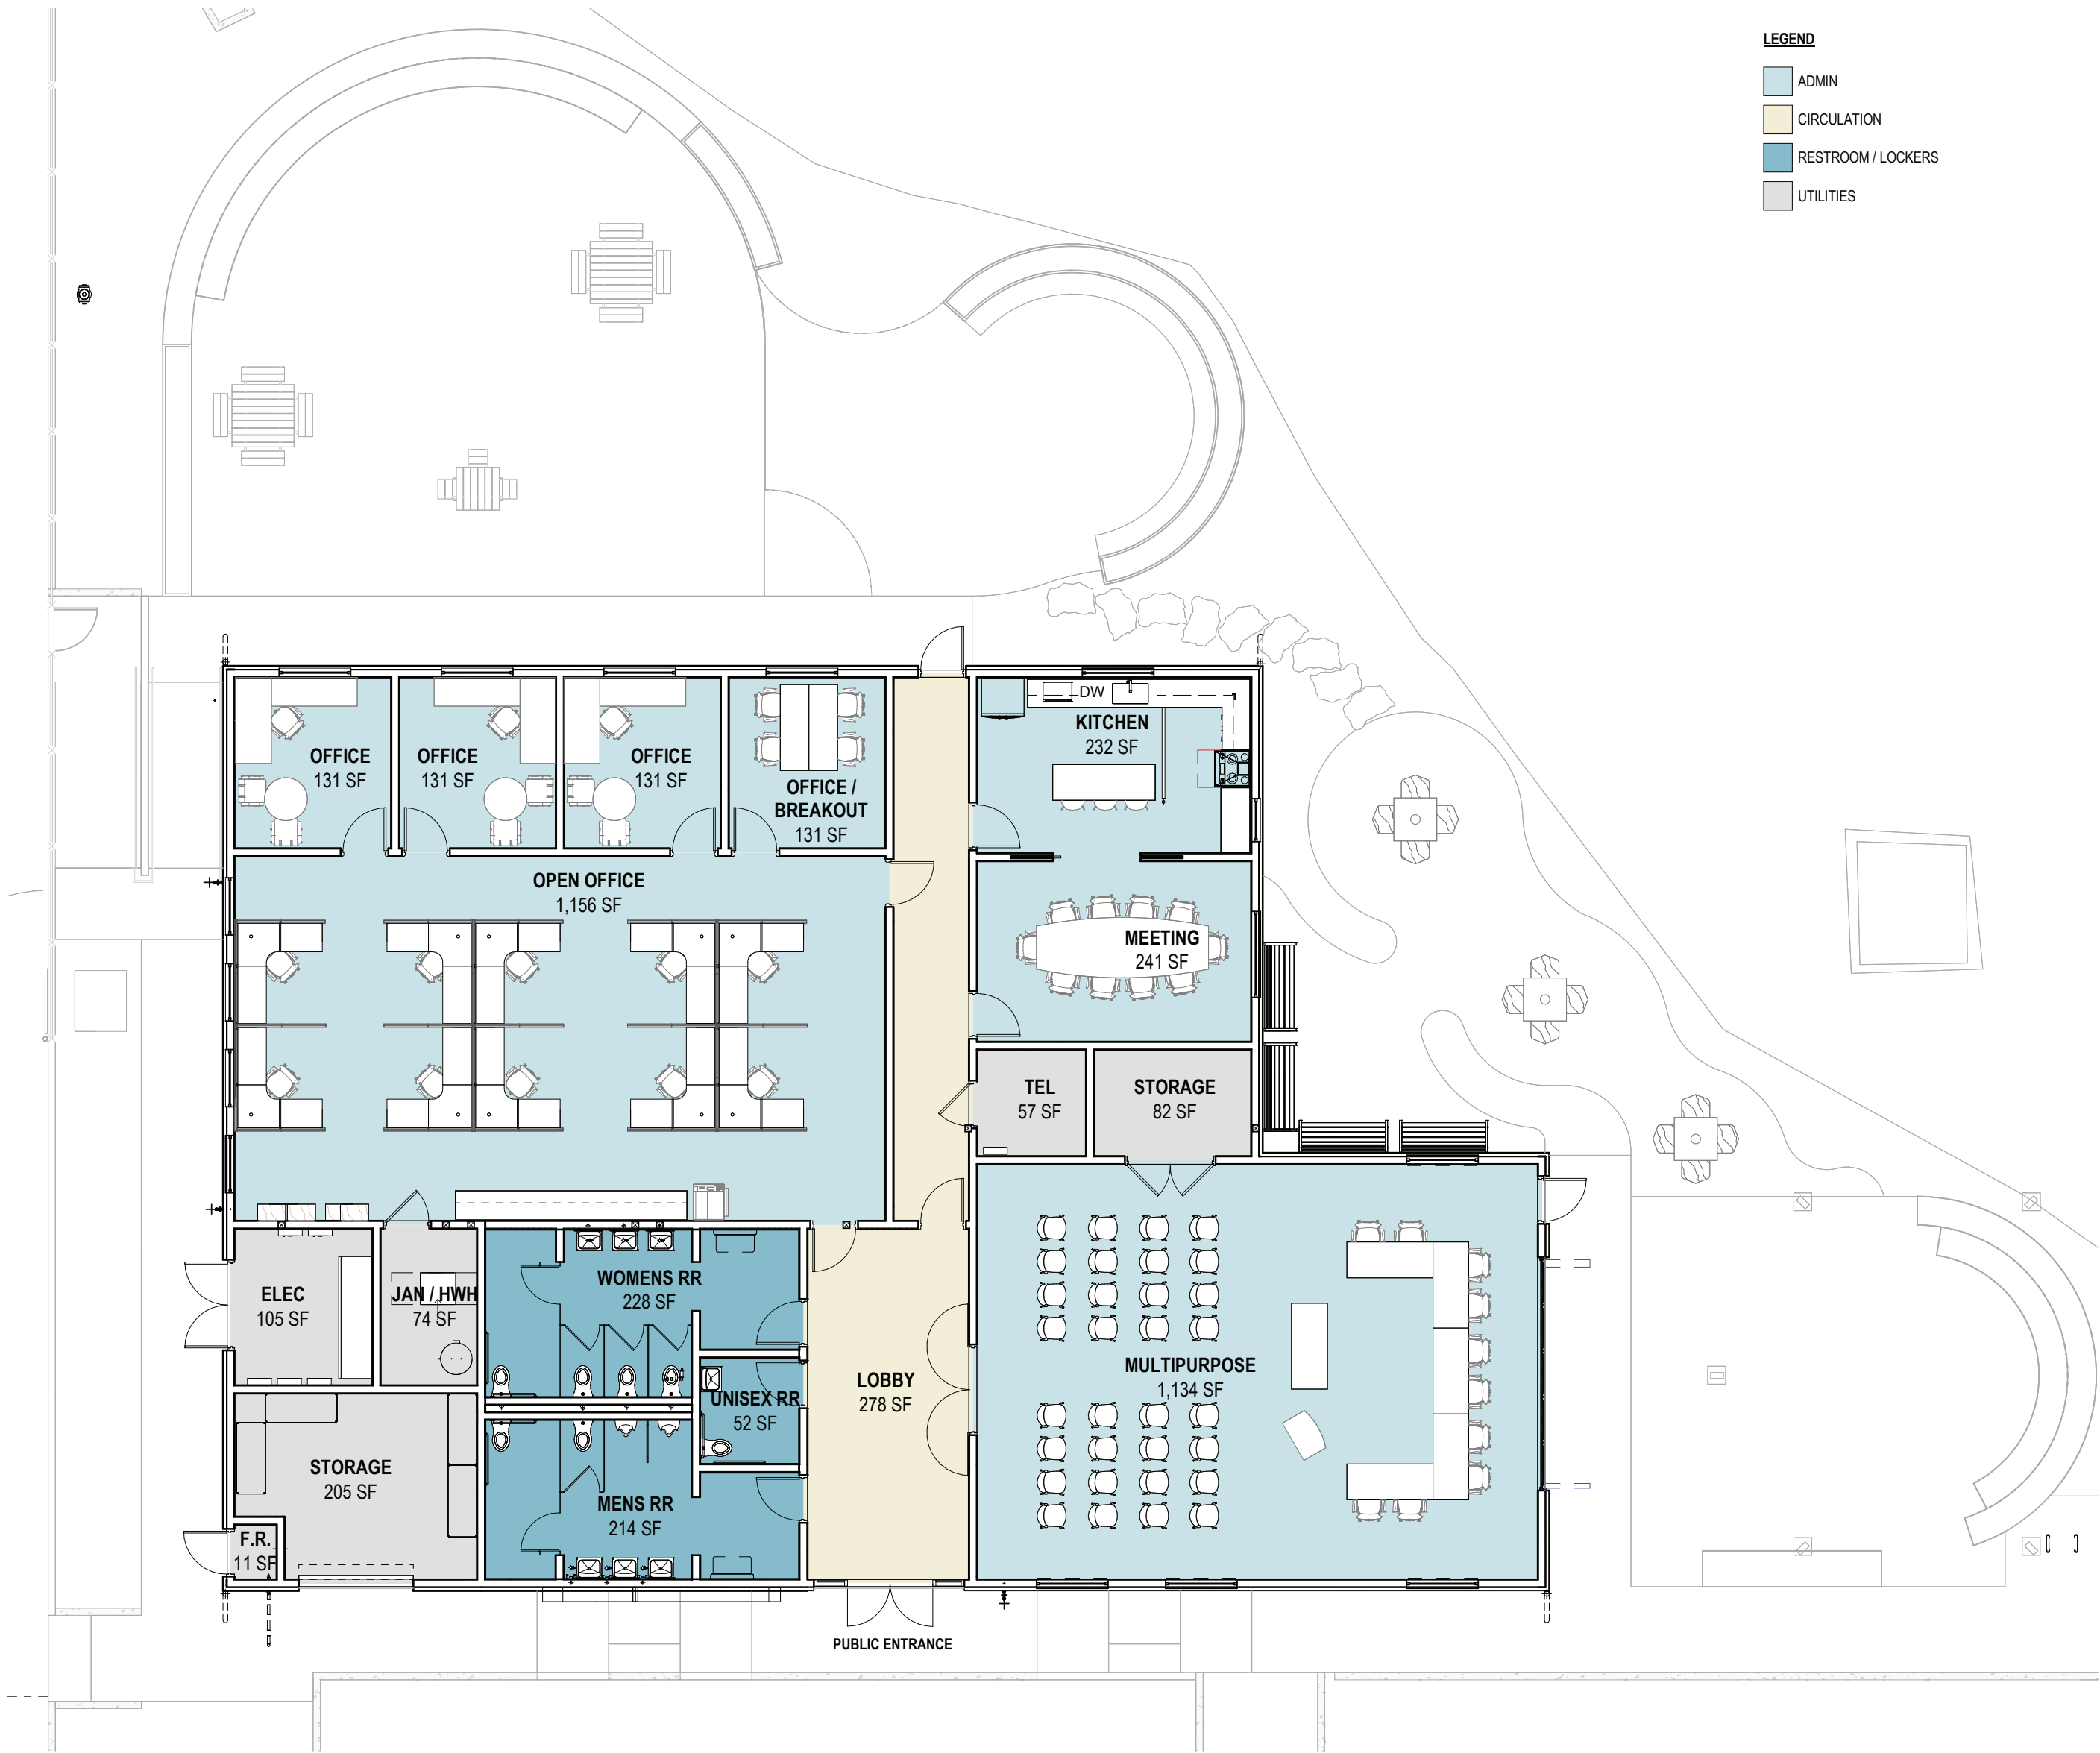 LEGEND
ADMIN
CIRCULATION
RESTROOM / LOCKERS
UTILITIES
OFFICE
131 SF
OFFICE
131 SF
OFFICE
131 SF
OFFICE /
BREAKOUT
131 SF
DW
KITCHEN
232 SF
OPEN OFFICE
1,156 SF
MEETING
241 SF
TEL
57 SF
STORAGE
82 SF
ELEC
105 SF
JAN / HWH
74 SF
WOMENS RR
228 SF
UNISEX RR
52 SF
LOBBY
278 SF
MULTIPURPOSE
1,134 SF
STORAGE
205 SF
MENS RR
214 SF
F.R.
11 SF
PUBLIC ENTRANCE